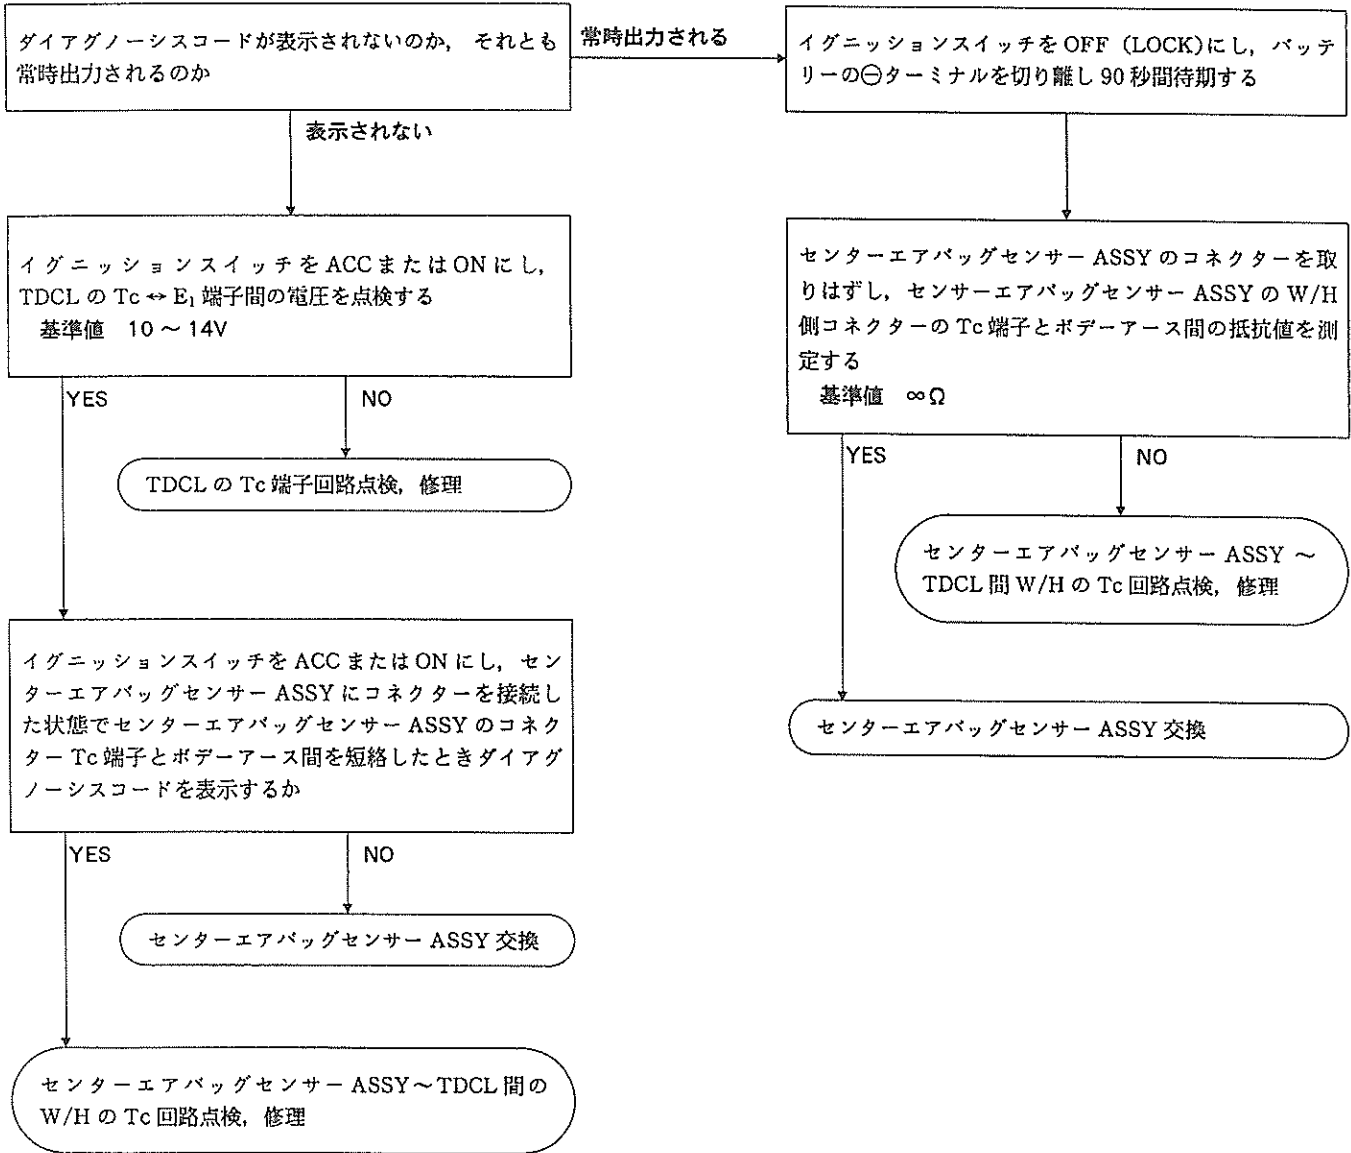 ダイアグノーシスコードが表示されないのか, それとも
常時出力されるのか
常時出力される
イグニッションスイッチをOFF (LOCK)にし, バッテ
リーの⊖ターミナルを切り離し90秒間待期する
表示されない
イグニッションスイッチをACCまたはONにし,
TDCLのTc↔E₁端子間の電圧を点検する
基準値 10～14V
YES
NO
TDCLのTc端子回路点検, 修理
センターエアバッグセンサーASSYのコネクターを取
りはずし, センサーエアバッグセンサーASSYのW/H
側コネクターのTc端子とボデーアース間の抵抗値を測
定する
基準値 ∞Ω
YES
NO
センターエアバッグセンサーASSY～
TDCL間W/HのTc回路点検, 修理
センターエアバッグセンサーASSY交換
イグニッションスイッチをACCまたはONにし, セン
ターエアバッグセンサーASSYにコネクターを接続し
た状態でセンターエアバッグセンサーASSYのコネク
ターTc端子とボデーアース間を短絡したときダイアグ
ノーシスコードを表示するか
YES
NO
センターエアバッグセンサーASSY交換
センターエアバッグセンサーASSY～TDCL間の
W/HのTc回路点検, 修理